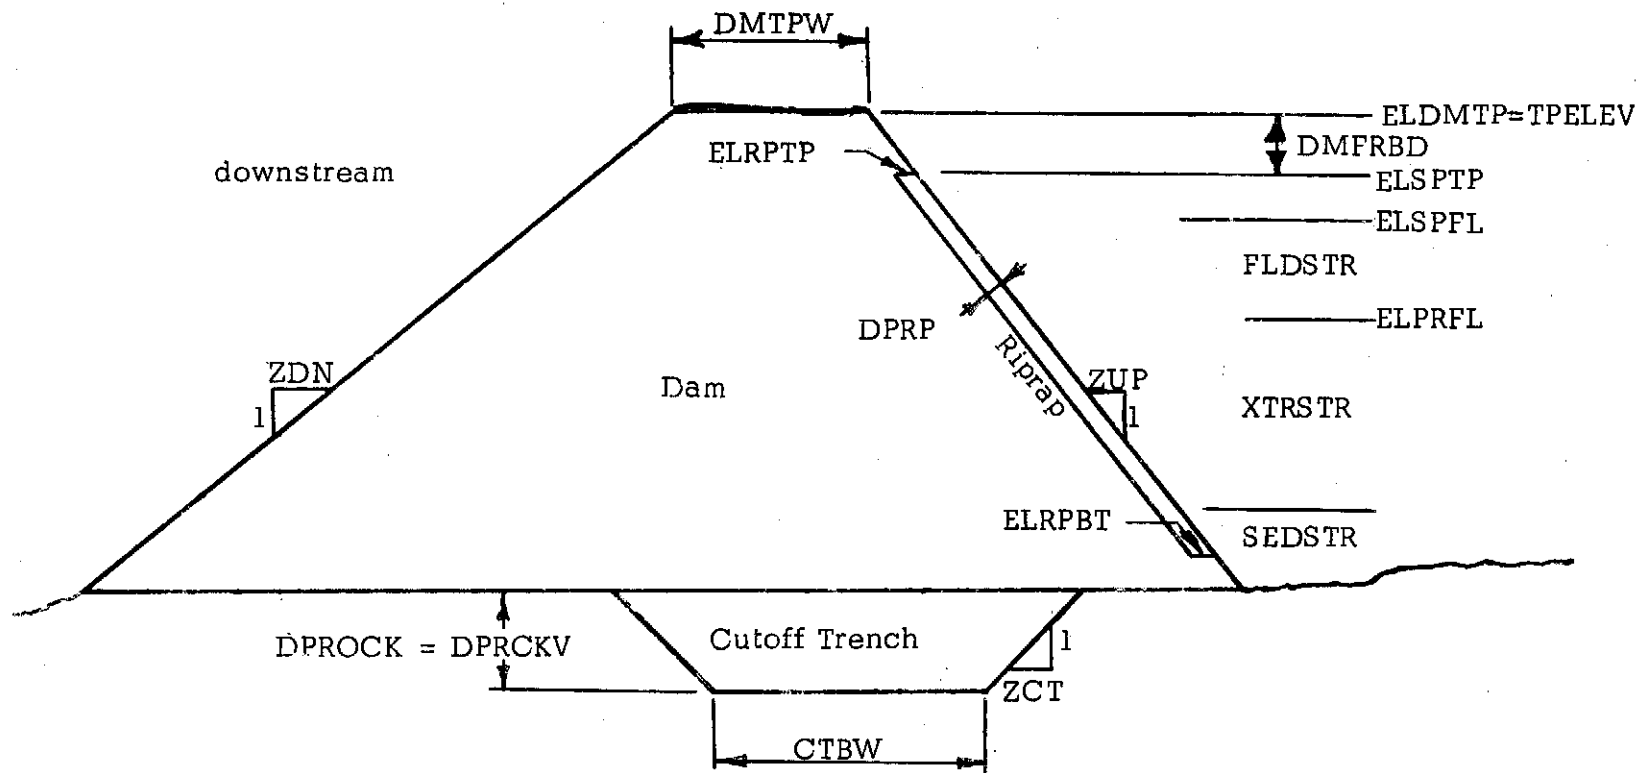 DMTPW
ELDMTP=TPELEV
ELRPTP
DMFRBD
downstream
ELSPTP
ELSPFL
FLDSTR
DPRP
ELPRFL
Riprap
ZDN
1
Dam
ZUP
1
XTRSTR
ELRPBT
SEDSTR
DPROCK = DPRCKV
Cutoff Trench
1
ZCT
CTBW